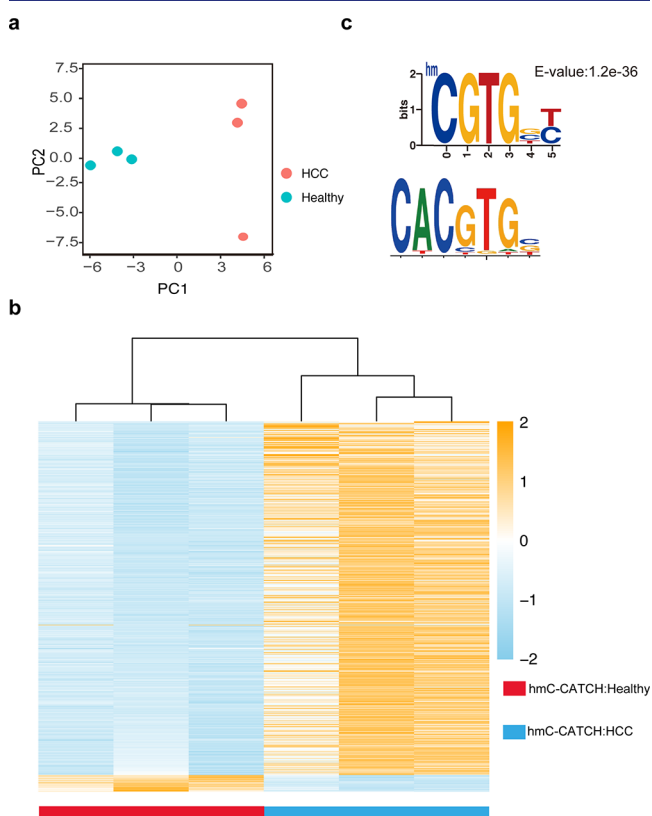 a
7.5
5.0
2.5
0.0
−2.5
−5.0
−7.5
PC2
−6
−3
0
3
6
PC1
HCC
Healthy
c
2
1
0
bits
hm
CGTG
T
C
0
1
2
3
4
5
E-value:1.2e-36
CACGTG
b
2
1
0
−1
−2
hmC-CATCH:Healthy
hmC-CATCH:HCC